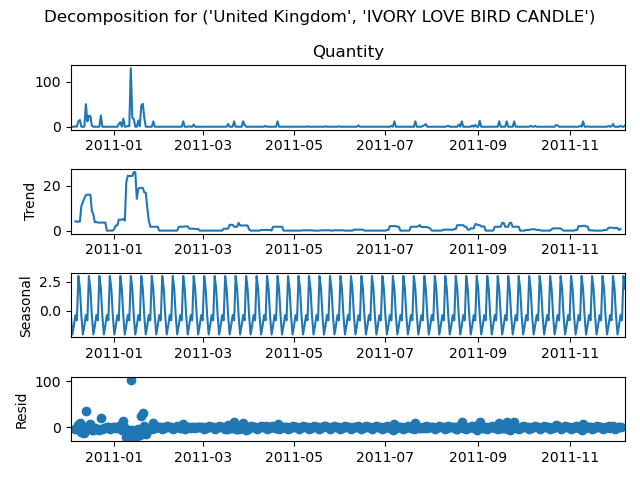 Decomposition for ('United Kingdom', 'IVORY LOVE BIRD CANDLE')
Quantity
100
0
2011-01 2011-03 2011-05 2011-07 2011-09 2011-11
Trend
20
0
2011-01 2011-03 2011-05 2011-07 2011-09 2011-11
Seasonal
2.5
0.0
2011-01 2011-03 2011-05 2011-07 2011-09 2011-11
Resid
100
0
2011-01 2011-03 2011-05 2011-07 2011-09 2011-11